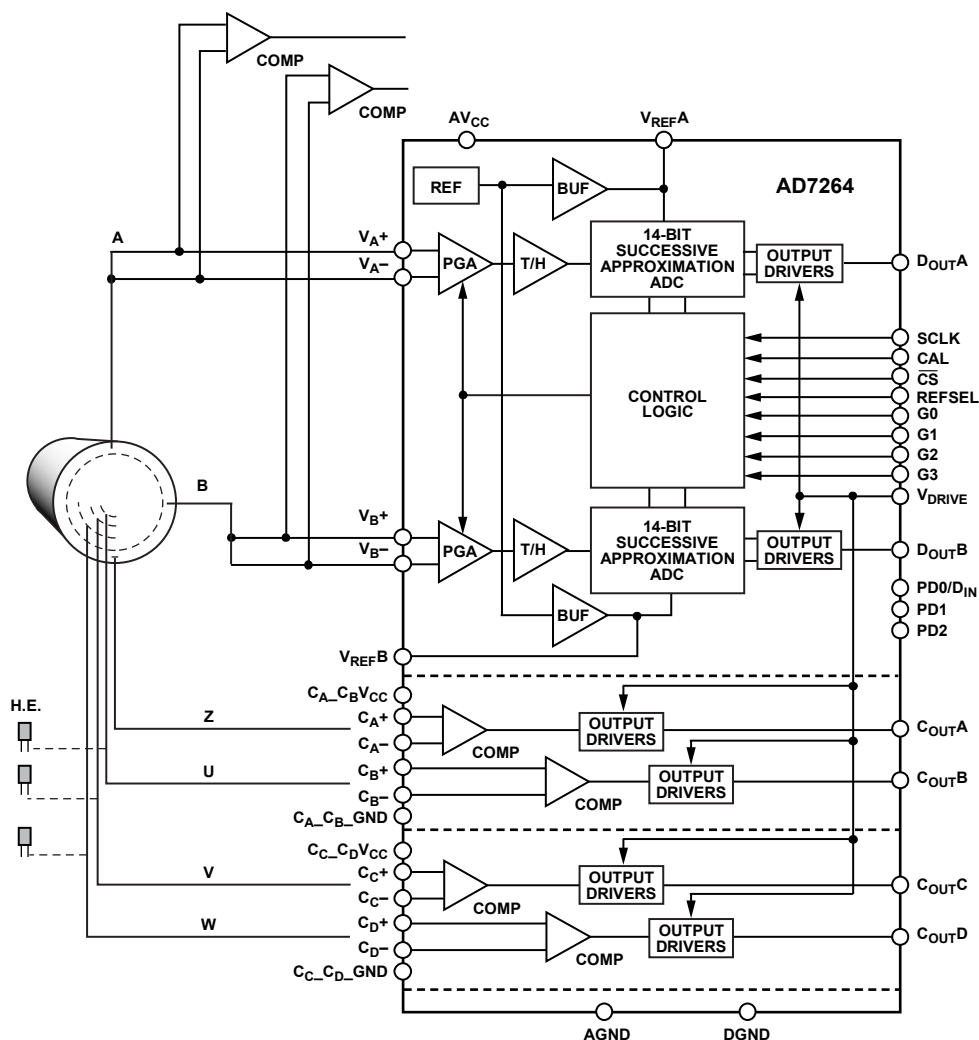 COMP
COMP
AVCC
VREFA
AD7264
REF
BUF
A
VA+
VA−
PGA
T/H
14-BIT
SUCCESSIVE
APPROXIMATION
ADC
OUTPUT
DRIVERS
DOUTA
CONTROL
LOGIC
SCLK
CAL
CS
REFSEL
G0
G1
G2
G3
VDRIVE
B
VB+
VB−
PGA
T/H
14-BIT
SUCCESSIVE
APPROXIMATION
ADC
OUTPUT
DRIVERS
DOUTB
PD0/DIN
PD1
PD2
BUF
VREFB
H.E.
CA_CBVCC
Z
CA+
CA−
COMP
OUTPUT
DRIVERS
COUTA
U
CB+
CB−
COMP
OUTPUT
DRIVERS
COUTB
CA_CB_GND
CC_CDVCC
V
CC+
CC−
COMP
OUTPUT
DRIVERS
COUTC
W
CD+
CD−
COMP
OUTPUT
DRIVERS
COUTD
CC_CD_GND
AGND
DGND